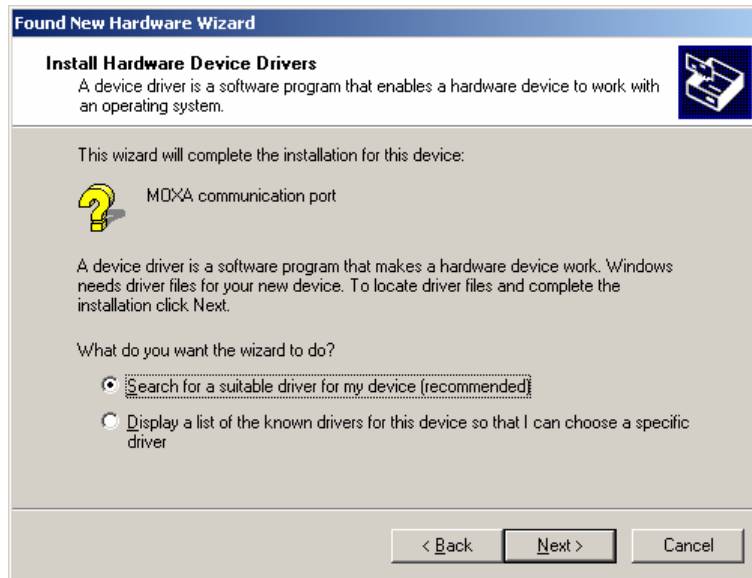 Found New Hardware Wizard
Install Hardware Device Drivers
A device driver is a software program that enables a hardware device to work with
an operating system.
This wizard will complete the installation for this device:
MOXA communication port
A device driver is a software program that makes a hardware device work. Windows
needs driver files for your new device. To locate driver files and complete the
installation click Next.
What do you want the wizard to do?
Search for a suitable driver for my device (recommended)
Display a list of the known drivers for this device so that I can choose a specific
driver
< Back Next > Cancel